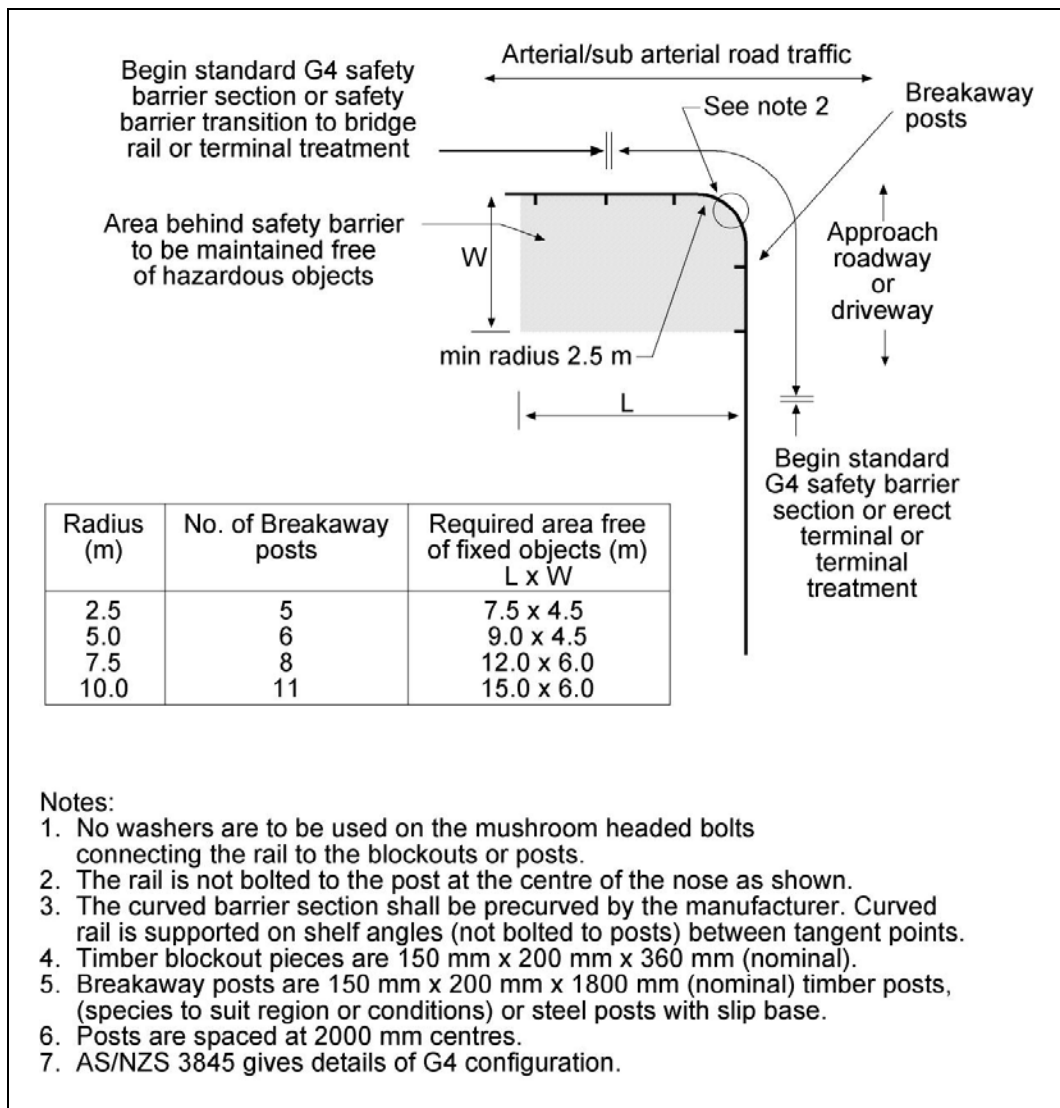 Arterial/sub arterial road traffic
Begin standard G4 safety
barrier section or safety
barrier transition to bridge
rail or terminal treatment
See note 2
Breakaway
posts
Area behind safety barrier
to be maintained free
of hazardous objects
W
Approach
roadway
or
driveway
min radius 2.5 m
L
Begin standard
G4 safety barrier
section or erect
terminal or
terminal
treatment
Radius
(m)
No. of Breakaway
posts
Required area free
of fixed objects (m)
L x W
2.5 5 7.5 x 4.5
5.0 6 9.0 x 4.5
7.5 8 12.0 x 6.0
10.0 11 15.0 x 6.0
Notes:
1. No washers are to be used on the mushroom headed bolts
connecting the rail to the blockouts or posts.
2. The rail is not bolted to the post at the centre of the nose as shown.
3. The curved barrier section shall be precurved by the manufacturer. Curved
rail is supported on shelf angles (not bolted to posts) between tangent points.
4. Timber blockout pieces are 150 mm x 200 mm x 360 mm (nominal).
5. Breakaway posts are 150 mm x 200 mm x 1800 mm (nominal) timber posts,
(species to suit region or conditions) or steel posts with slip base.
6. Posts are spaced at 2000 mm centres.
7. AS/NZS 3845 gives details of G4 configuration.